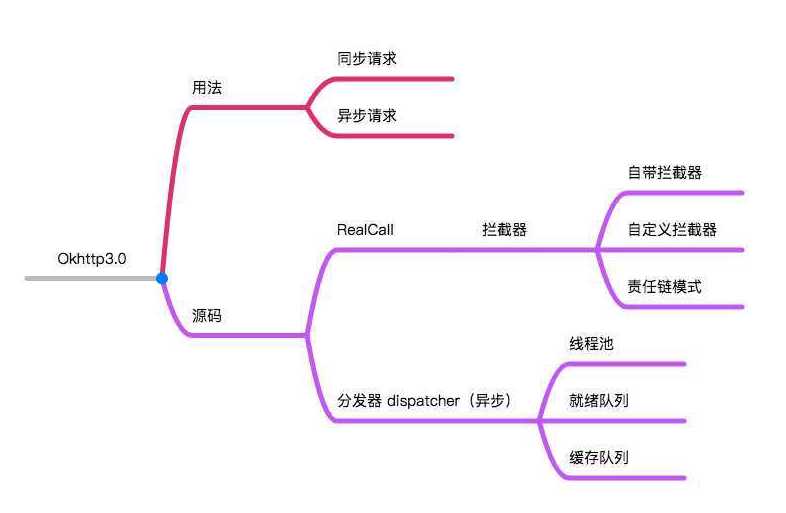 Okhttp3.0
用法
同步请求
异步请求
源码
RealCall
拦截器
自带拦截器
自定义拦截器
责任链模式
分发器 dispatcher（异步）
线程池
就绪队列
缓存队列